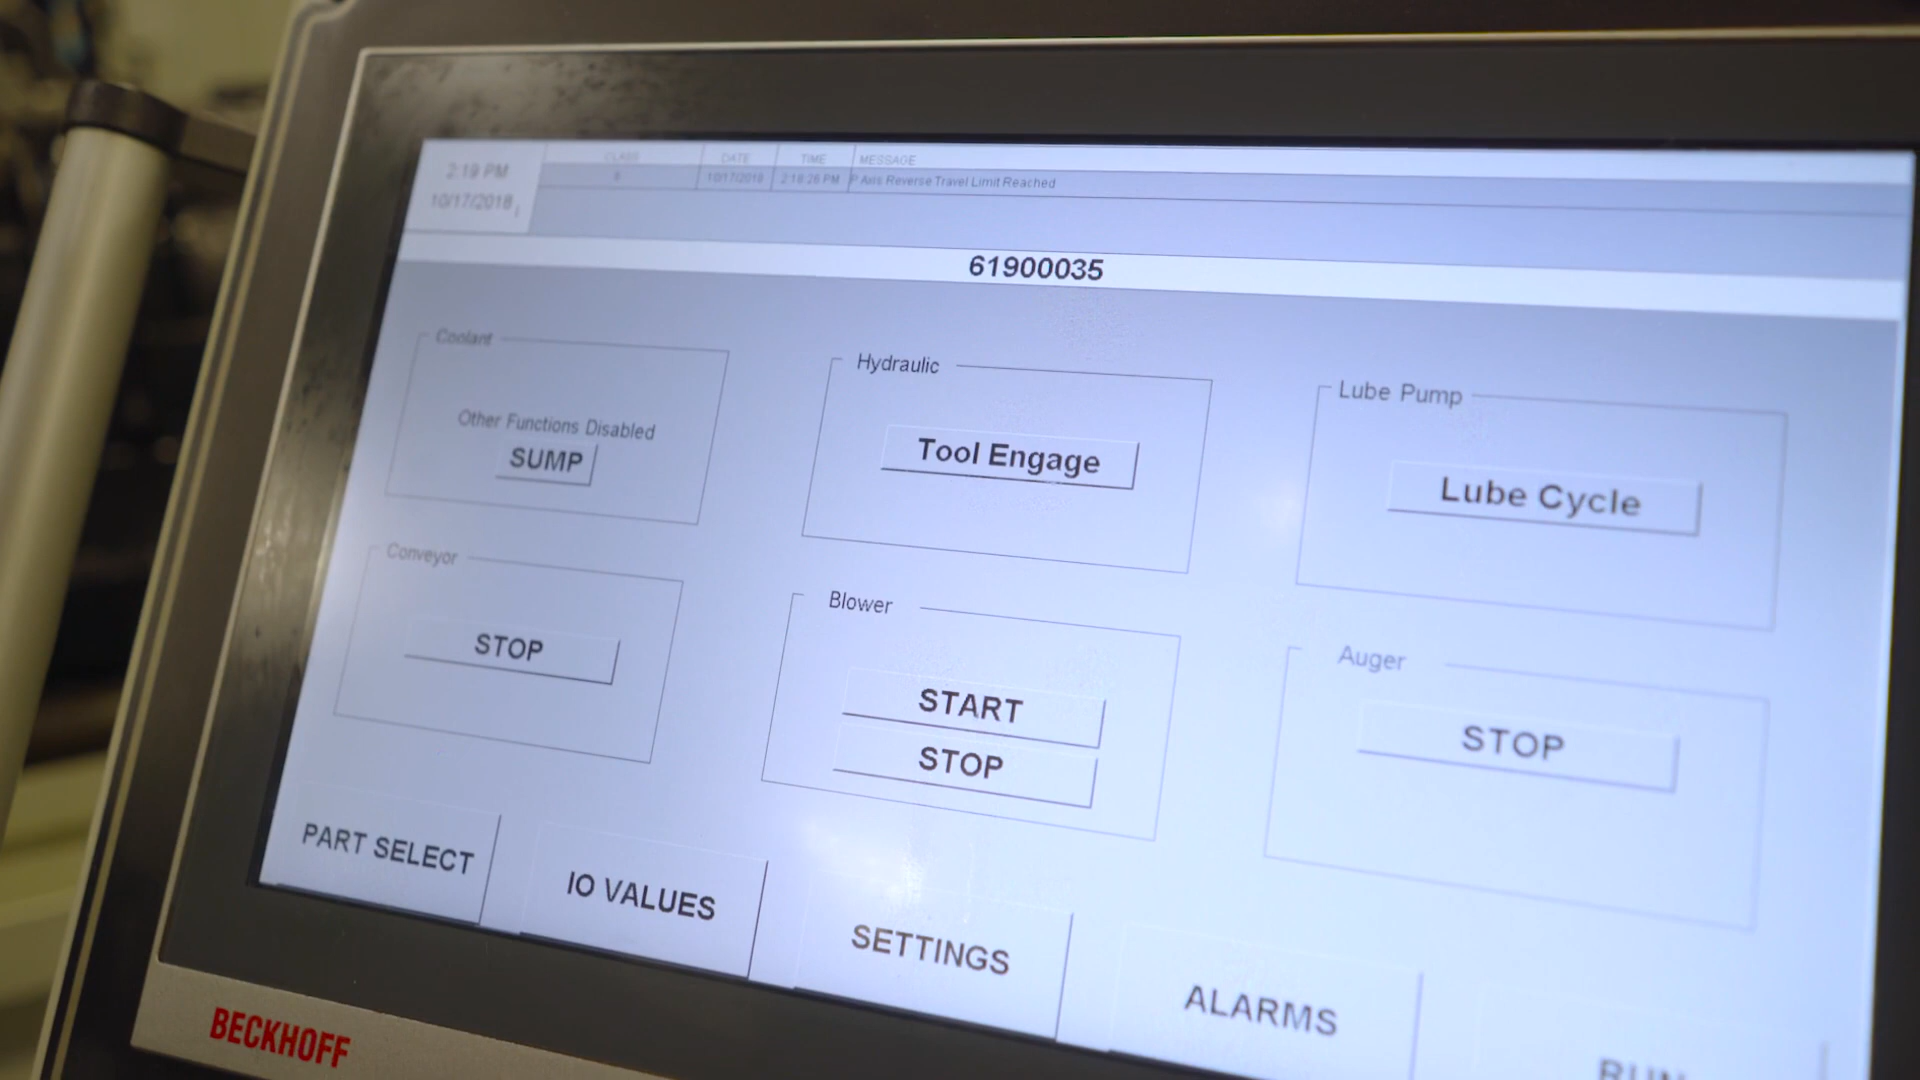 2:19 PM
10/17/2018
CLASS DATE TIME MESSAGE
10/17/2018 2:18:26 PM P Axis Reverse Travel Limit Reached
61900035
Coolant
Other Functions Disabled
SUMP
Hydraulic
Tool Engage
Lube Pump
Lube Cycle
Conveyor
STOP
Blower
START
STOP
Auger
STOP
PART SELECT
IO VALUES
SETTINGS
ALARMS
RUN
BECKHOFF